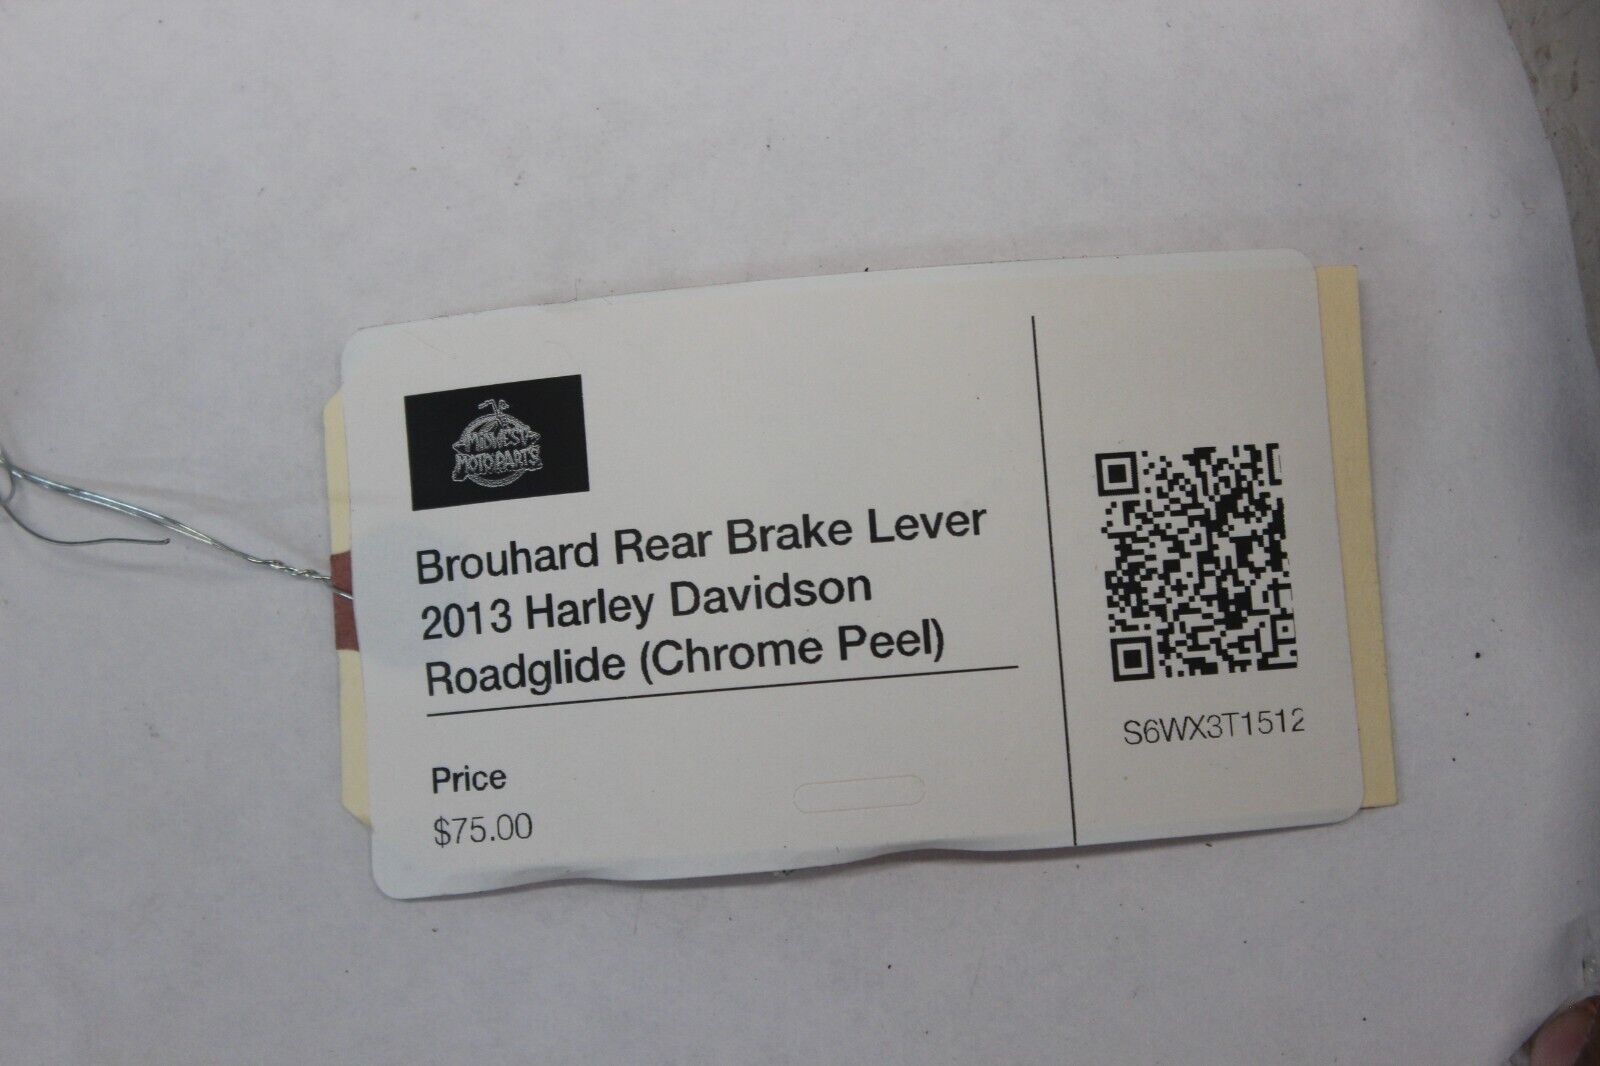 MIDWEST
MOTO PARTS
Brouhard Rear Brake Lever
2013 Harley Davidson
Roadglide (Chrome Peel)
Price
$75.00
S6WX3T1512